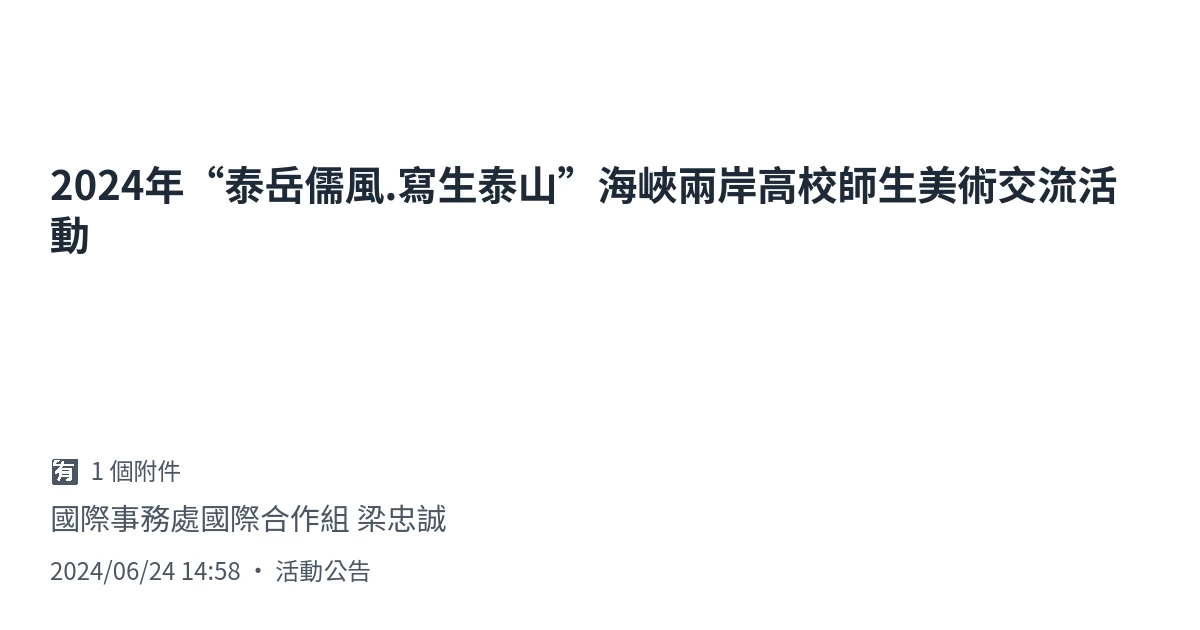 2024年“泰岳儒風.寫生泰山”海峽兩岸高校師生美術交流活
動
🈶 1 個附件
國際事務處國際合作組 梁忠誠
2024/06/24 14:58 • 活動公告